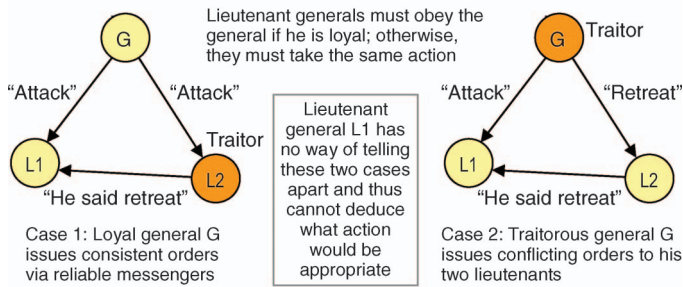 Lieutenant generals must obey the
general if he is loyal; otherwise,
they must take the same action
G
“Attack”
“Attack”
Traitor
L1
L2
“He said retreat”
Case 1: Loyal general G
issues consistent orders
via reliable messengers
Lieutenant
general L1 has
no way of telling
these two cases
apart and thus
cannot deduce
what action
would be
appropriate
G
Traitor
“Attack”
“Retreat”
L1
L2
“He said retreat”
Case 2: Traitorous general G
issues conflicting orders to his
two lieutenants